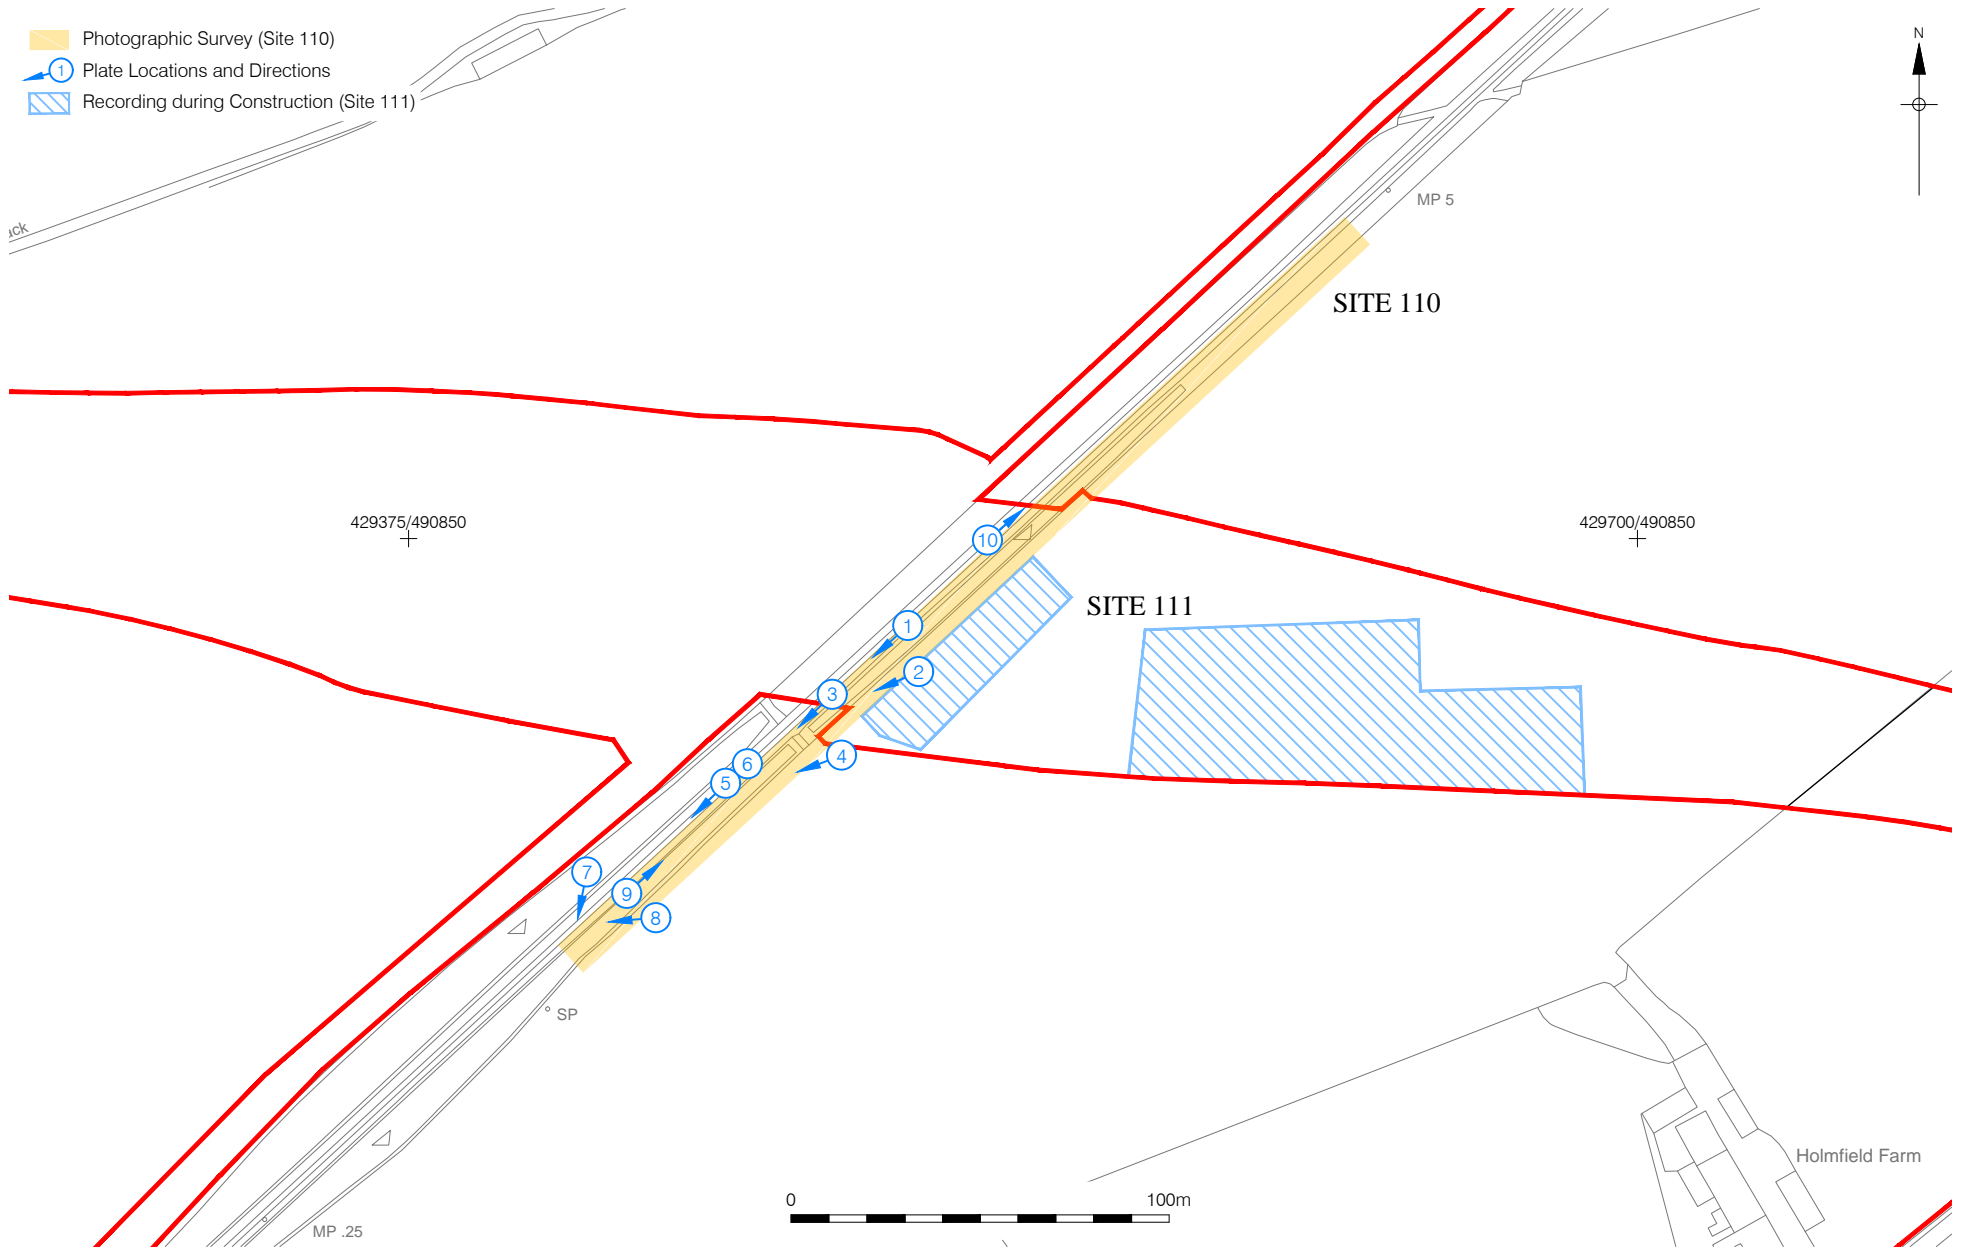 Photographic Survey (Site 110)
1 Plate Locations and Directions
Recording during Construction (Site 111)
N
MP 5
SITE 110
429375/490850
429700/490850
10
SITE 111
1
2
3
4
6
5
7
9
8
SP
Holmfield Farm
0 100m
MP .25